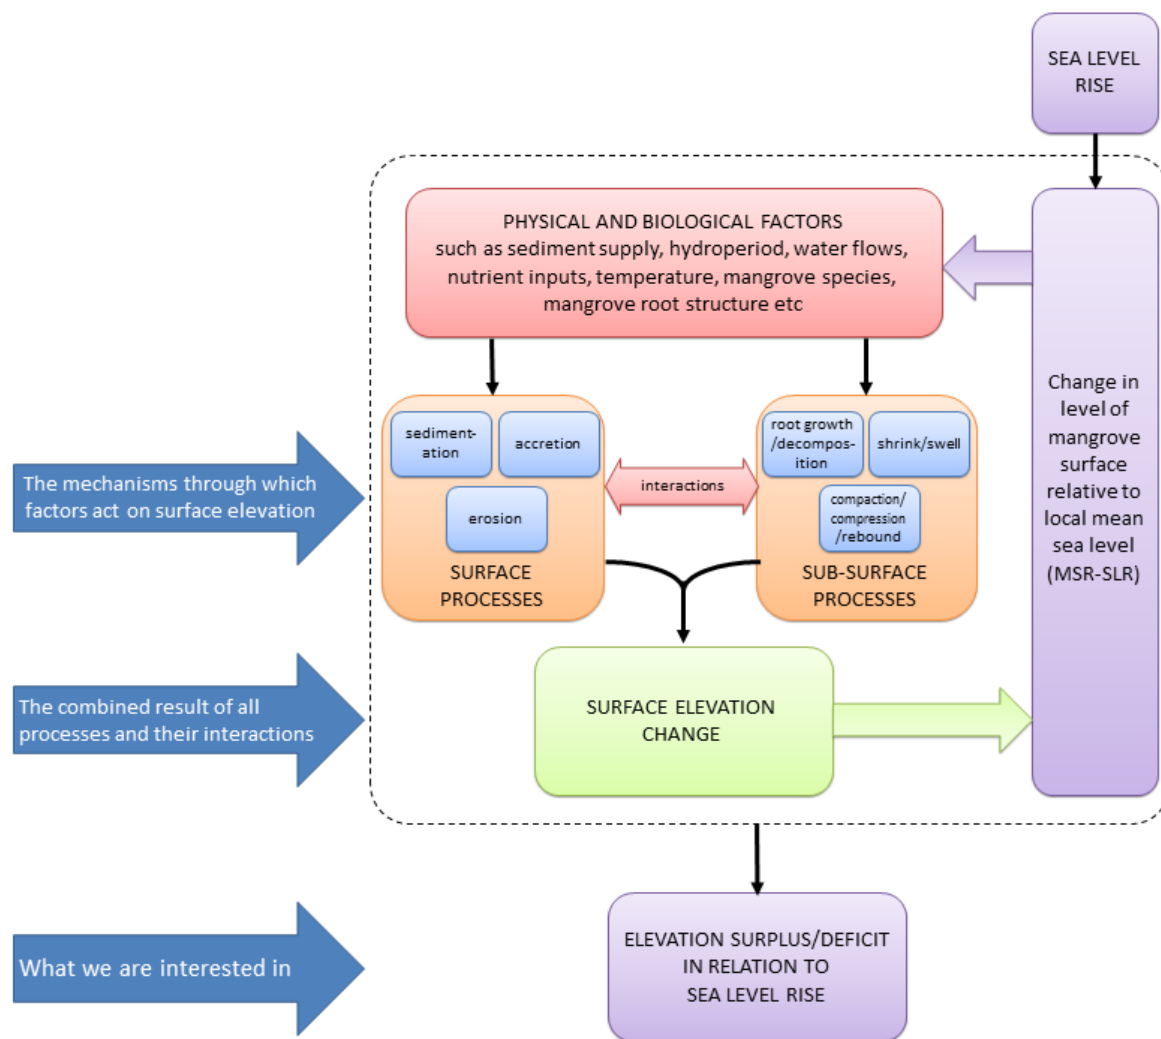 SEA LEVEL
RISE
PHYSICAL AND BIOLOGICAL FACTORS
such as sediment supply, hydroperiod, water flows,
nutrient inputs, temperature, mangrove species,
mangrove root structure etc
Change in
level of
mangrove
surface
relative to
local mean
sea level
(MSR-SLR)
The mechanisms through which
factors act on surface elevation
sediment-
ation
accretion
erosion
SURFACE
PROCESSES
interactions
root growth
/decompos-
ition
shrink/swell
compaction/
compression
/rebound
SUB-SURFACE
PROCESSES
The combined result of all
processes and their interactions
SURFACE ELEVATION
CHANGE
What we are interested in
ELEVATION SURPLUS/DEFICIT
IN RELATION TO
SEA LEVEL RISE